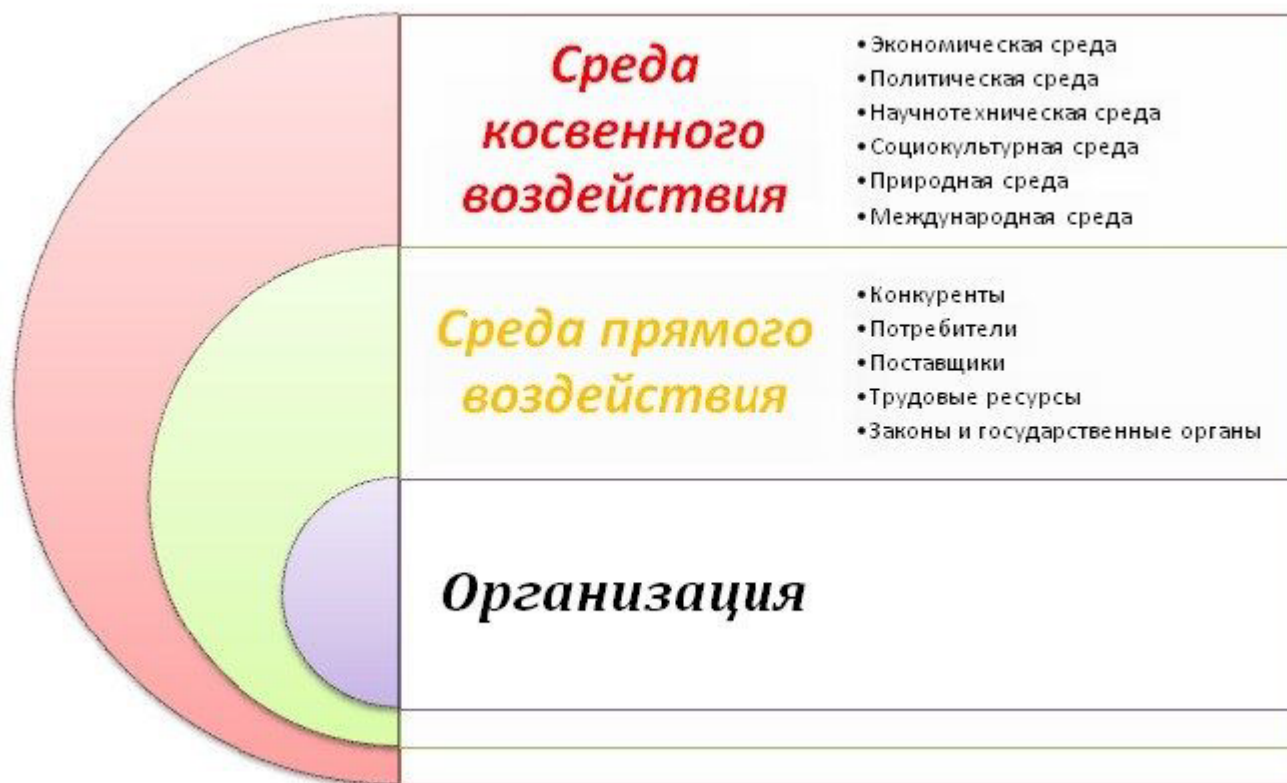 Среда
косвенного
воздействия
•Экономическая среда
•Политическая среда
•Научнотехническая среда
•Социокультурная среда
•Природная среда
•Международная среда
Среда прямого
воздействия
•Конкуренты
•Потребители
•Поставщики
•Трудовые ресурсы
•Законы и государственные органы
Организация